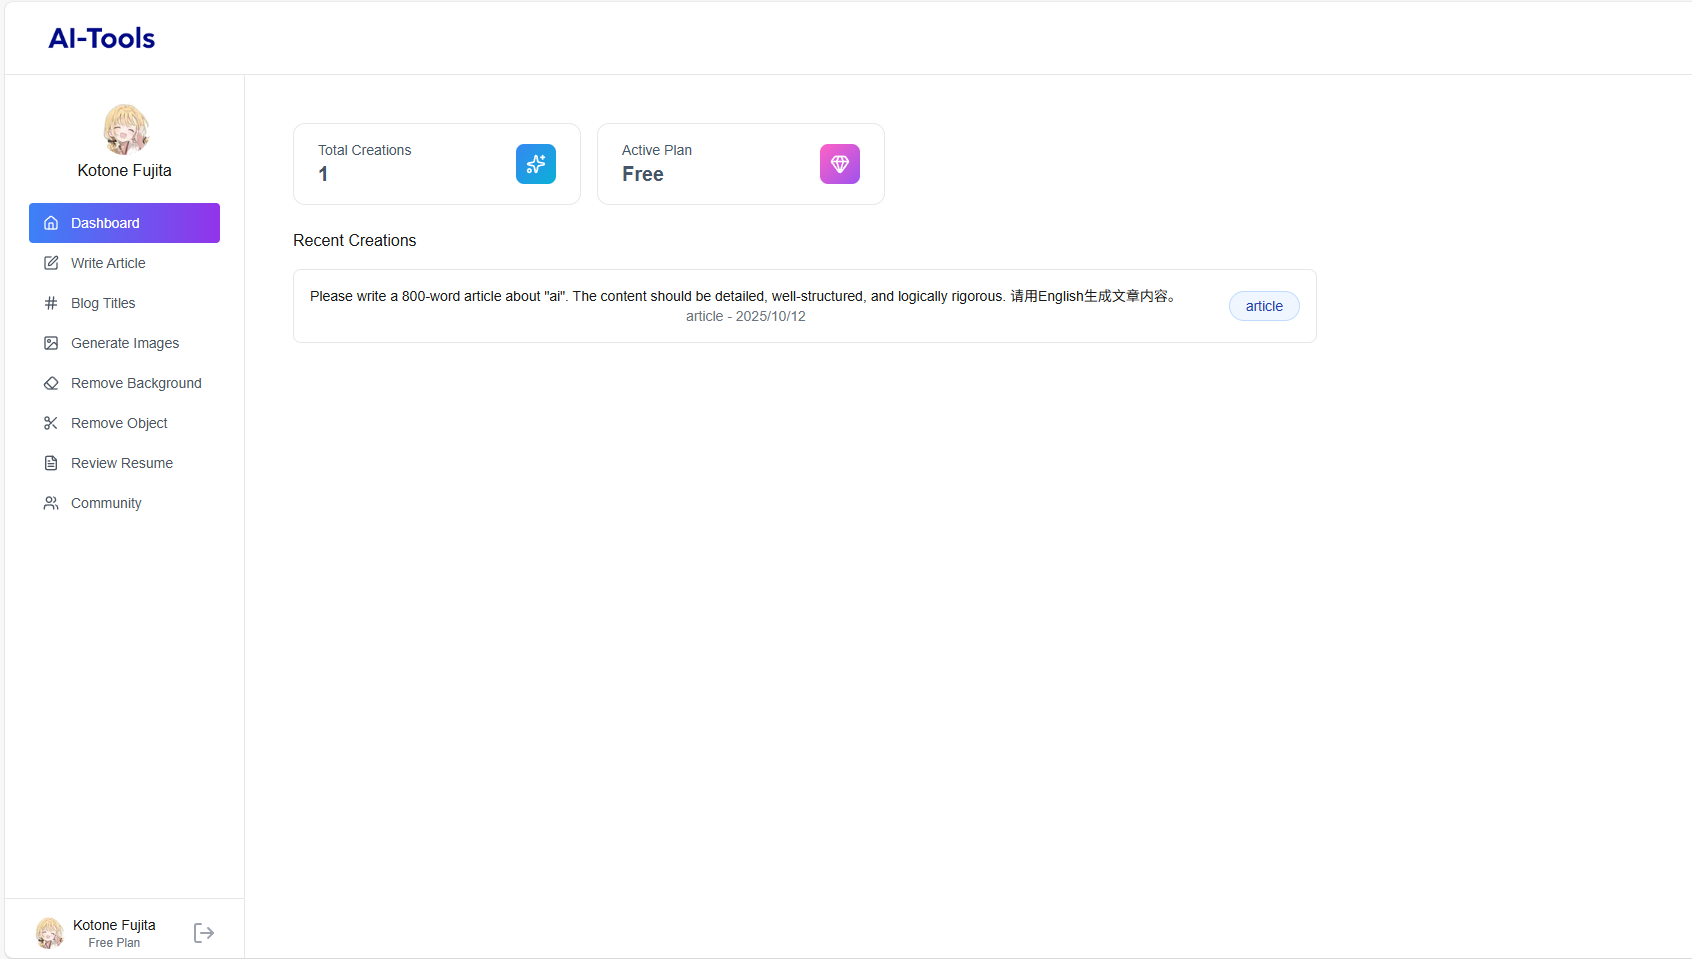 AI-Tools
Kotone Fujita
Dashboard
Write Article
Blog Titles
Generate Images
Remove Background
Remove Object
Review Resume
Community
Kotone Fujita
Free Plan
Total Creations
1
Active Plan
Free
Recent Creations
Please write a 800-word article about "ai". The content should be detailed, well-structured, and logically rigorous. 请用English生成文章内容。
article - 2025/10/12
article